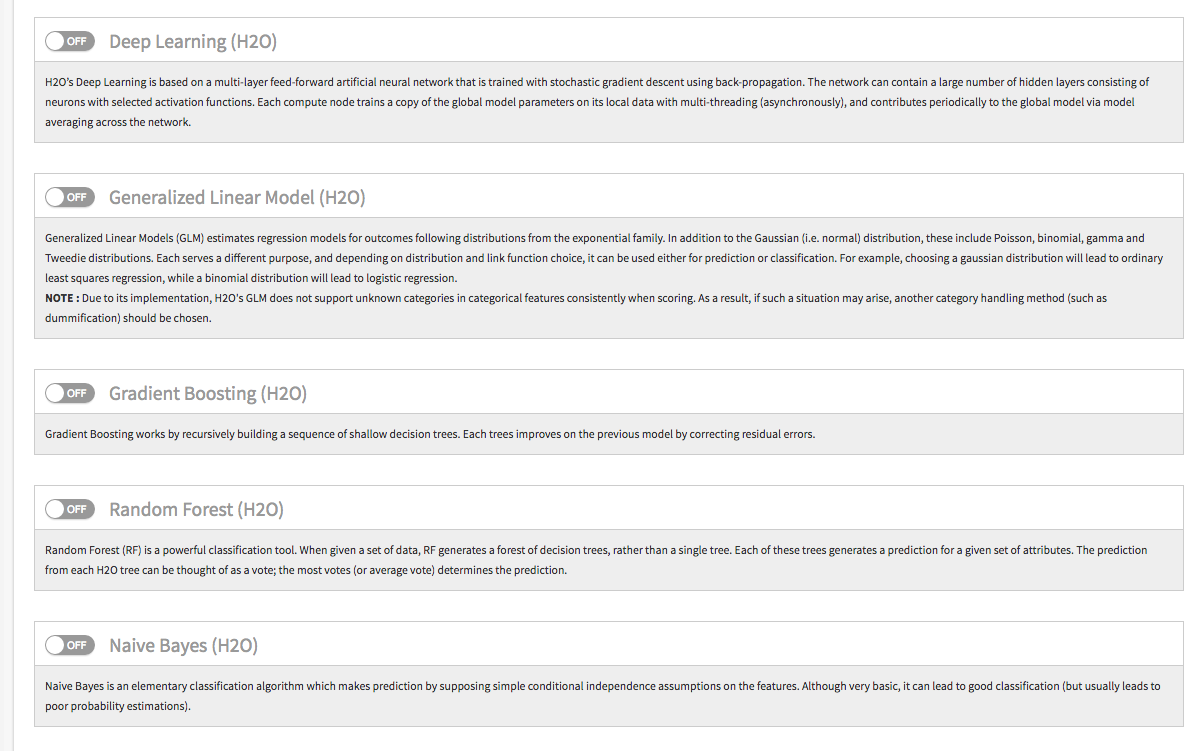 OFF Deep Learning (H2O)
H2O's Deep Learning is based on a multi-layer feed-forward artificial neural network that is trained with stochastic gradient descent using back-propagation. The network can contain a large number of hidden layers consisting of
neurons with selected activation functions. Each compute node trains a copy of the global model parameters on its local data with multi-threading (asynchronously), and contributes periodically to the global model via model
averaging across the network.
OFF Generalized Linear Model (H2O)
Generalized Linear Models (GLM) estimates regression models for outcomes following distributions from the exponential family. In addition to the Gaussian (i.e. normal) distribution, these include Poisson, binomial, gamma and
Tweedie distributions. Each serves a different purpose, and depending on distribution and link function choice, it can be used either for prediction or classification. For example, choosing a gaussian distribution will lead to ordinary
least squares regression, while a binomial distribution will lead to logistic regression.
NOTE : Due to its implementation, H2O's GLM does not support unknown categories in categorical features consistently when scoring. As a result, if such a situation may arise, another category handling method (such as
dummification) should be chosen.
OFF Gradient Boosting (H2O)
Gradient Boosting works by recursively building a sequence of shallow decision trees. Each trees improves on the previous model by correcting residual errors.
OFF Random Forest (H2O)
Random Forest (RF) is a powerful classification tool. When given a set of data, RF generates a forest of decision trees, rather than a single tree. Each of these trees generates a prediction for a given set of attributes. The prediction
from each H2O tree can be thought of as a vote; the most votes (or average vote) determines the prediction.
OFF Naive Bayes (H2O)
Naive Bayes is an elementary classification algorithm which makes prediction by supposing simple conditional independence assumptions on the features. Although very basic, it can lead to good classification (but usually leads to
poor probability estimations).